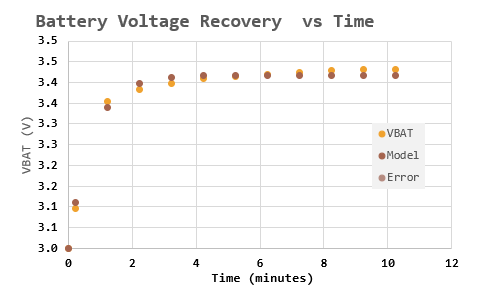 Battery Voltage Recovery  vs Time
3.5
3.5
3.4
3.4
3.3
3.3
3.2
3.2
3.1
3.1
3.0
VBAT (V)
VBAT
Model
Error
0 2 4 6 8 10 12
Time (minutes)